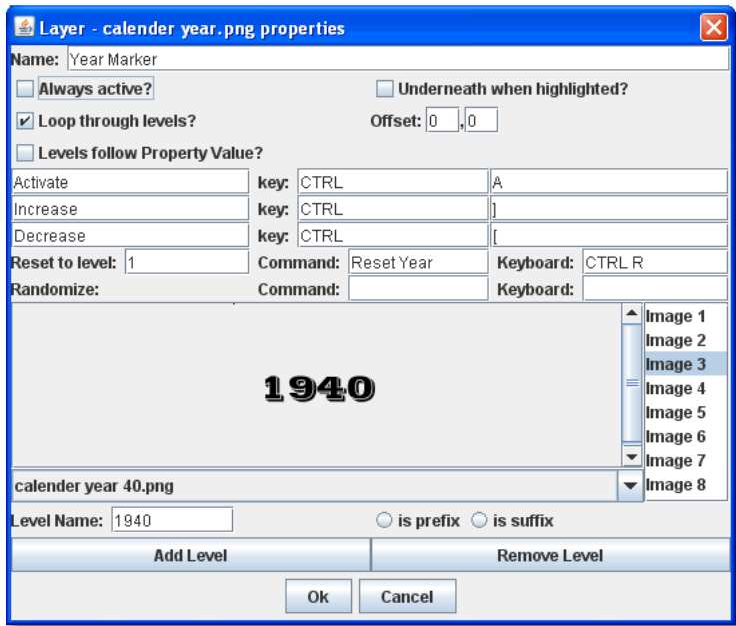 Layer - calender year.png properties
Name: Year Marker
Always active? Underneath when highlighted?
Loop through levels? Offset: 0 ,0
Levels follow Property Value?
Activate key: CTRL A
Increase key: CTRL ]
Decrease key: CTRL [
Reset to level: 1 Command: Reset Year Keyboard: CTRL R
Randomize: Command: Keyboard:
1940
Image 1
Image 2
Image 3
Image 4
Image 5
Image 6
Image 7
Image 8
calender year 40.png
Level Name: 1940 is prefix is suffix
Add Level Remove Level
Ok Cancel